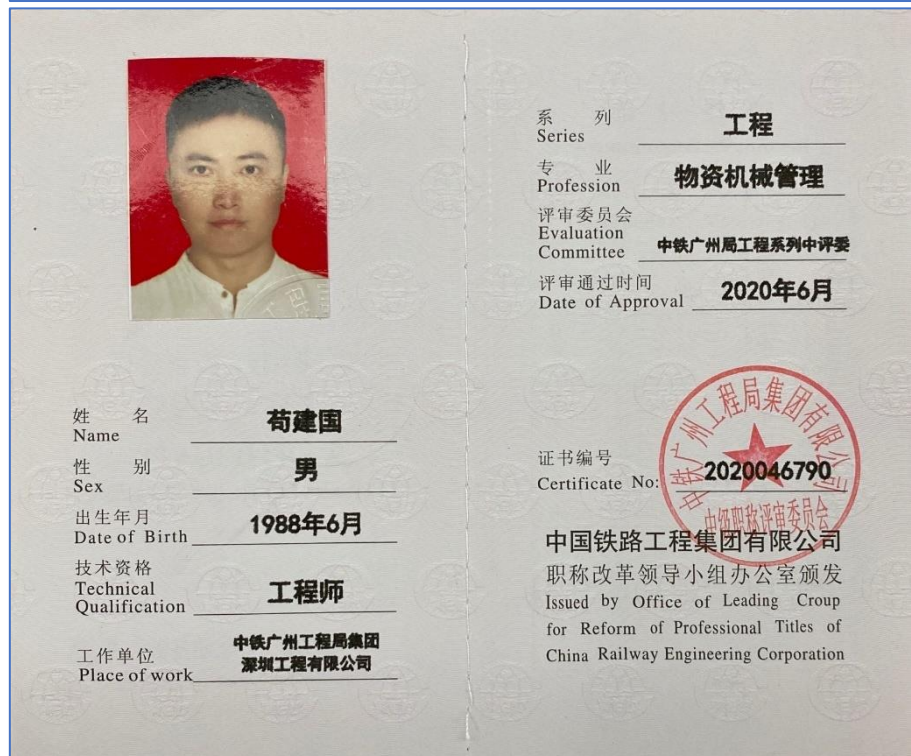 姓 名
Name
苟建国
性 别
Sex
男
出生年月
Date of Birth
1988年6月
技术资格
Technical
Qualification
工程师
工作单位
Place of work
中铁广州工程局集团
深圳工程有限公司
系 列
Series
工程
专 业
Profession
物资机械管理
评审委员会
Evaluation
Committee
中铁广州局工程系列中评委
评审通过时间
Date of Approval
2020年6月
中铁广州工程局集团有限公司
中级职称评审委员会
证书编号
Certificate No:
2020046790
中国铁路工程集团有限公司
职称改革领导小组办公室颁发
Issued by Office of Leading Croup
for Reform of Professional Titles of
China Railway Engineering Corporation